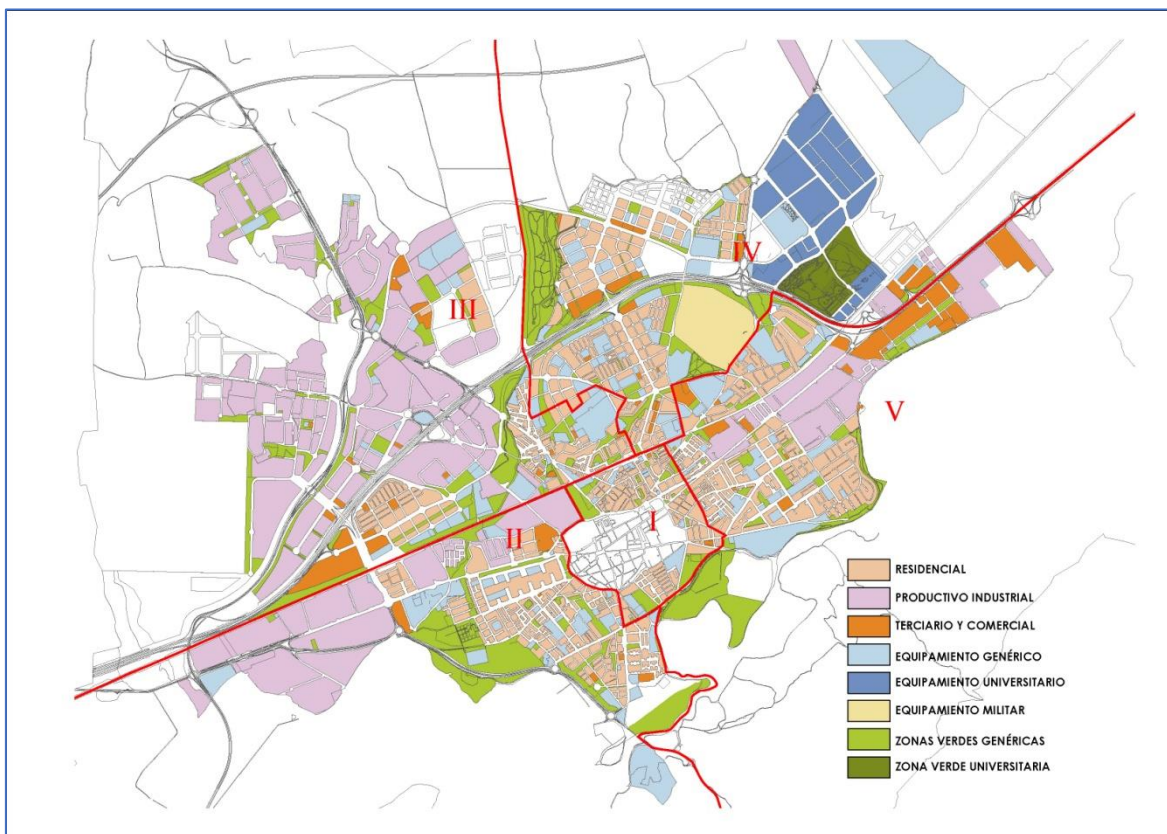 IV
III
V
I
II
RESIDENCIAL
PRODUCTIVO INDUSTRIAL
TERCIARIO Y COMERCIAL
EQUIPAMIENTO GENÉRICO
EQUIPAMIENTO UNIVERSITARIO
EQUIPAMIENTO MILITAR
ZONAS VERDES GENÉRICAS
ZONA VERDE UNIVERSITARIA